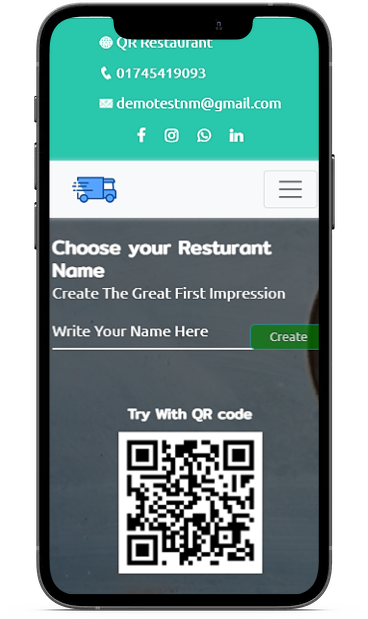 QR Restaurant
01745419093
demotestnm@gmail.com
Choose your Resturant
Name
Create The Great First Impression
Write Your Name Here
Create
Try With QR code